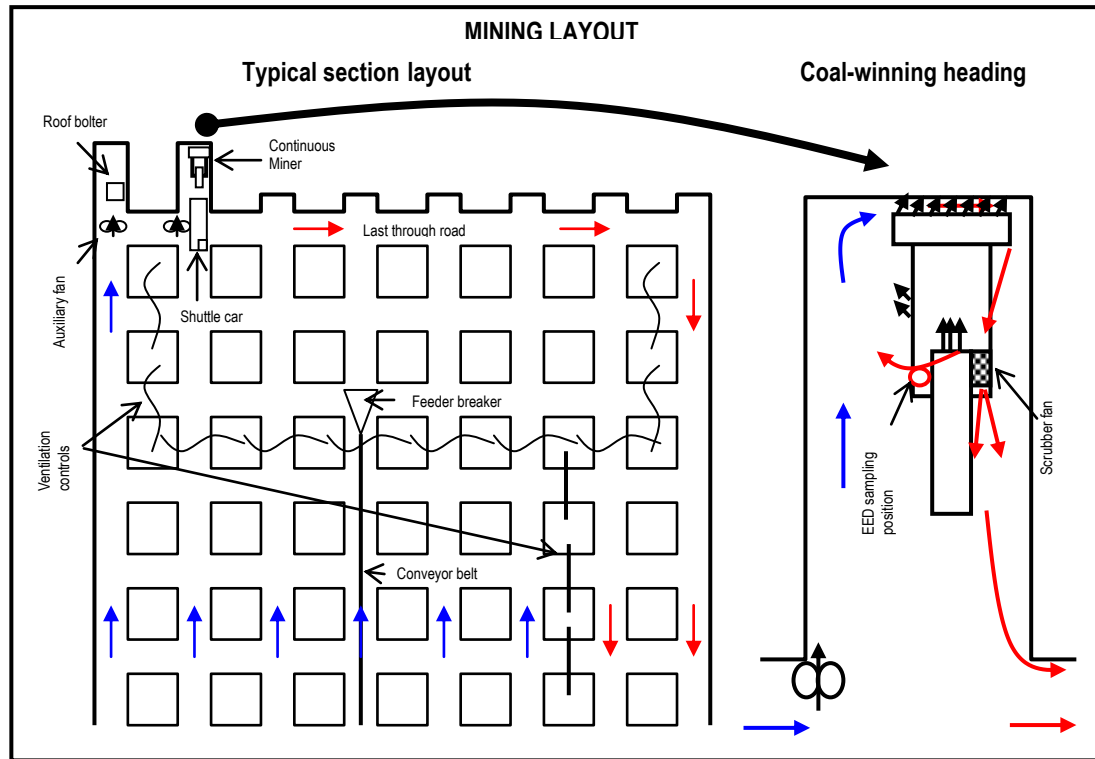 MINING LAYOUT
Typical section layout
Coal-winning heading
Roof bolter
Continuous
Miner
Last through road
Auxiliary fan
Shuttle car
Feeder breaker
Ventilation
controls
Conveyor belt
EED sampling
position
Scrubber fan